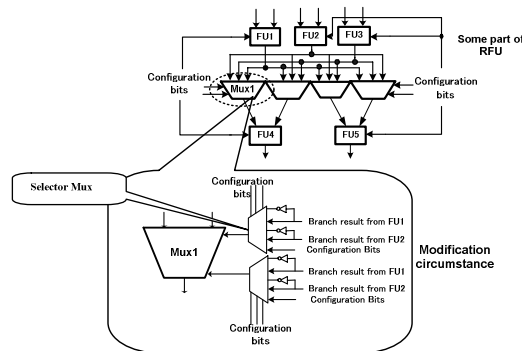 FU1
FU2
FU3
Some part of
RFU
Configuration
bits
Mux1
Configuration
bits
FU4
FU5
Selector Mux
Configuration
bits
Branch result from FU1
Branch result from FU2
Configuration Bits
Mux1
Modification
circumstance
Branch result from FU1
Branch result from FU2
Configuration Bits
Configuration
bits